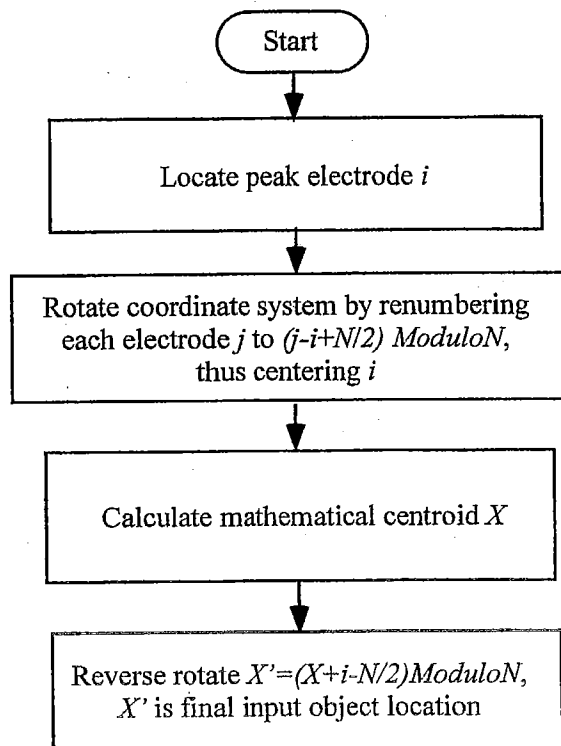 Start
Locate peak electrode i
Rotate coordinate system by renumbering
each electrode j to (j-i+N/2) ModuloN,
thus centering i
Calculate mathematical centroid X
Reverse rotate X'=(X+i-N/2)ModuloN,
X' is final input object location